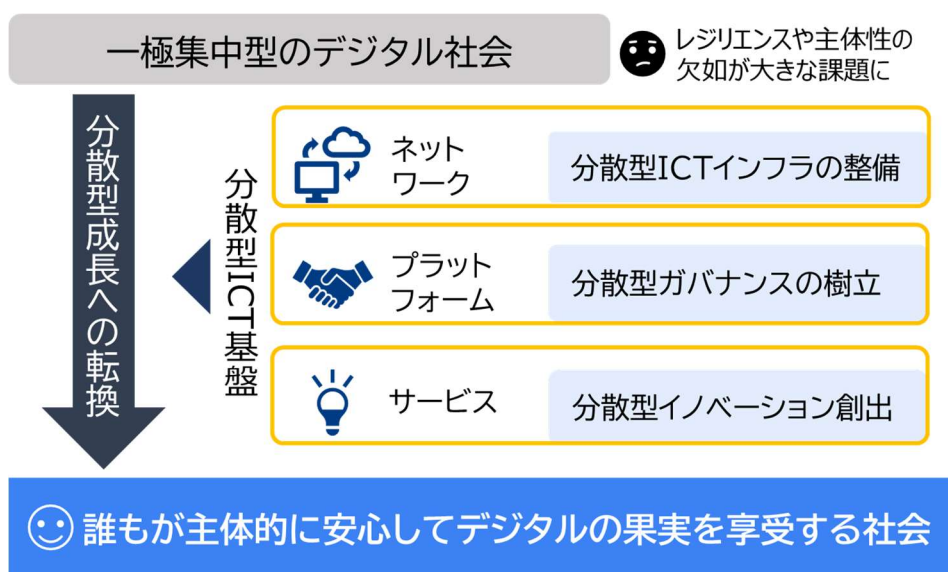 一極集中型のデジタル社会
レジリエンスや主体性の
欠如が大きな課題に
分散型成長への転換
分散型ICT基盤
ネット
ワーク
分散型ICTインフラの整備
プラット
フォーム
分散型ガバナンスの樹立
サービス
分散型イノベーション創出
誰もが主体的に安心してデジタルの果実を享受する社会